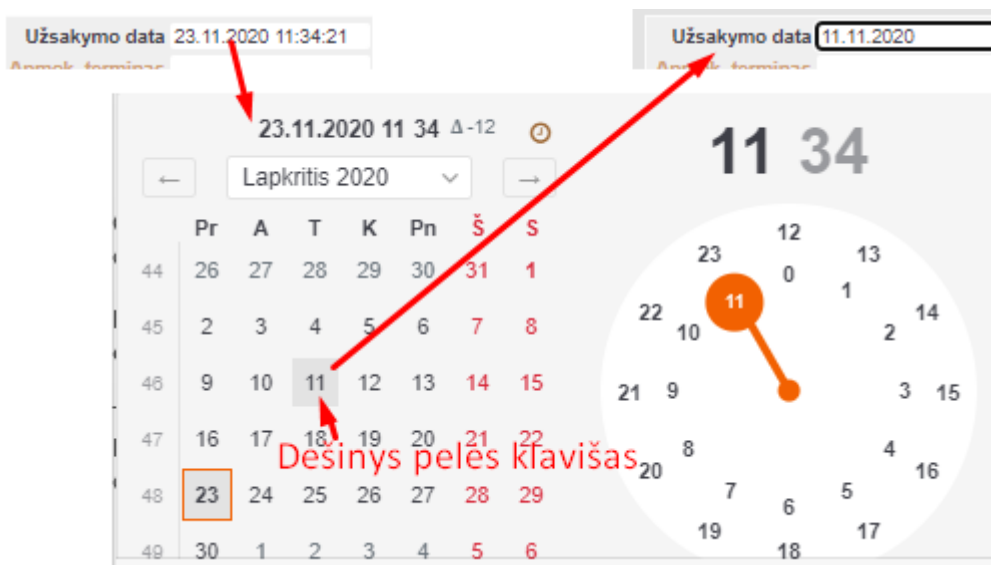 Užsakymo data 23.11.2020 11:34:21
Užsakymo data 11.11.2020
Apmok. terminas
Apmok. terminas
23.11.2020 11 34 Δ -12
11 34
← Lapkritis 2020 →
Pr A T K Pn Š S
44 26 27 28 29 30 31 1
45 2 3 4 5 6 7 8
46 9 10 11 12 13 14 15
47 16 17 18 19 20 21 22
Dešinys pelės klavišas
48 23 24 25 26 27 28 29
49 30 1 2 3 4 5 6
12
23 13
0
11 1
22 14
10 2
21 9 3 15
8 4
20 16
7 5
6
19 17
18